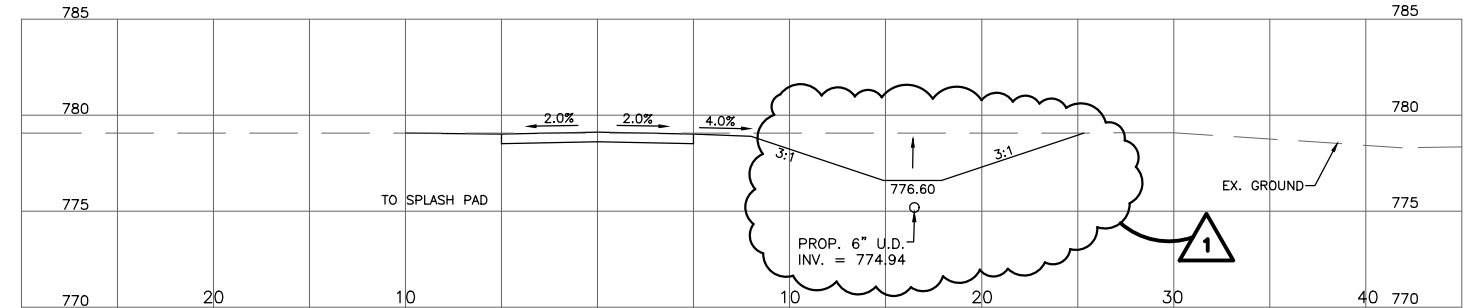 785 785
780 780
2.0% 2.0% 4.0%
3:1 3:1
776.60
EX. GROUND
TO SPLASH PAD
775 775
PROP. 6" U.D.
INV. = 774.94
1
770 20 10 10 20 30 40 770